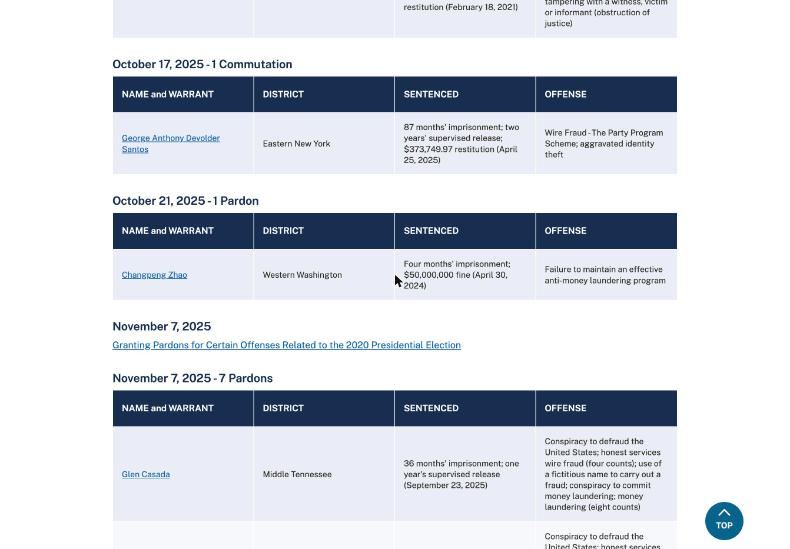 restitution (February 18, 2021)
tampering with a witness, victim
or informant (obstruction of
justice)
October 17, 2025 - 1 Commutation
NAME and WARRANT
DISTRICT
SENTENCED
OFFENSE
George Anthony Devolder
Santos
Eastern New York
87 months' imprisonment; two
years' supervised release;
$373,749.97 restitution (April
25, 2025)
Wire Fraud - The Party Program
Scheme; aggravated identity
theft
October 21, 2025 - 1 Pardon
NAME and WARRANT
DISTRICT
SENTENCED
OFFENSE
Changpeng Zhao
Western Washington
Four months' imprisonment;
$50,000,000 fine (April 30,
2024)
Failure to maintain an effective
anti-money laundering program
November 7, 2025
Granting Pardons for Certain Offenses Related to the 2020 Presidential Election
November 7, 2025 - 7 Pardons
NAME and WARRANT
DISTRICT
SENTENCED
OFFENSE
Glen Casada
Middle Tennessee
36 months' imprisonment; one
year's supervised release
(September 23, 2025)
Conspiracy to defraud the
United States; honest services
wire fraud (four counts); use of
a fictitious name to carry out a
fraud; conspiracy to commit
money laundering; money
laundering (eight counts)
Conspiracy to defraud the
United States; honest services
TOP